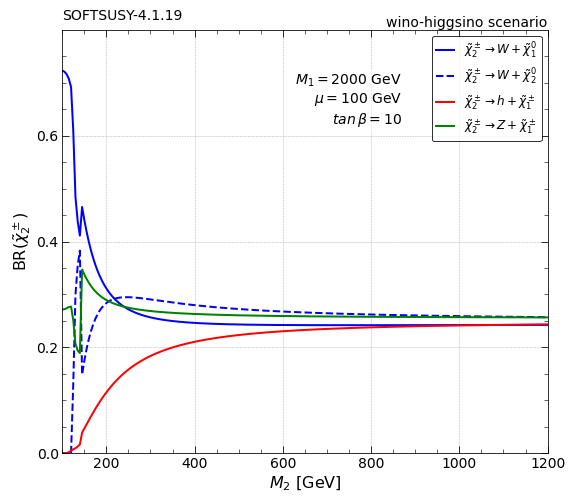 SOFTSUSY-4.1.19
wino-higgsino scenario
M₁ = 2000 GeV
μ = 100 GeV
tan β = 10
χ̃₂± → W + χ̃₁⁰
χ̃₂± → W + χ̃₂⁰
χ̃₂± → h + χ̃₁±
χ̃₂± → Z + χ̃₁±
BR(χ̃₂±)
0.6
0.4
0.2
0.0
200 400 600 800 1000 1200
M₂ [GeV]